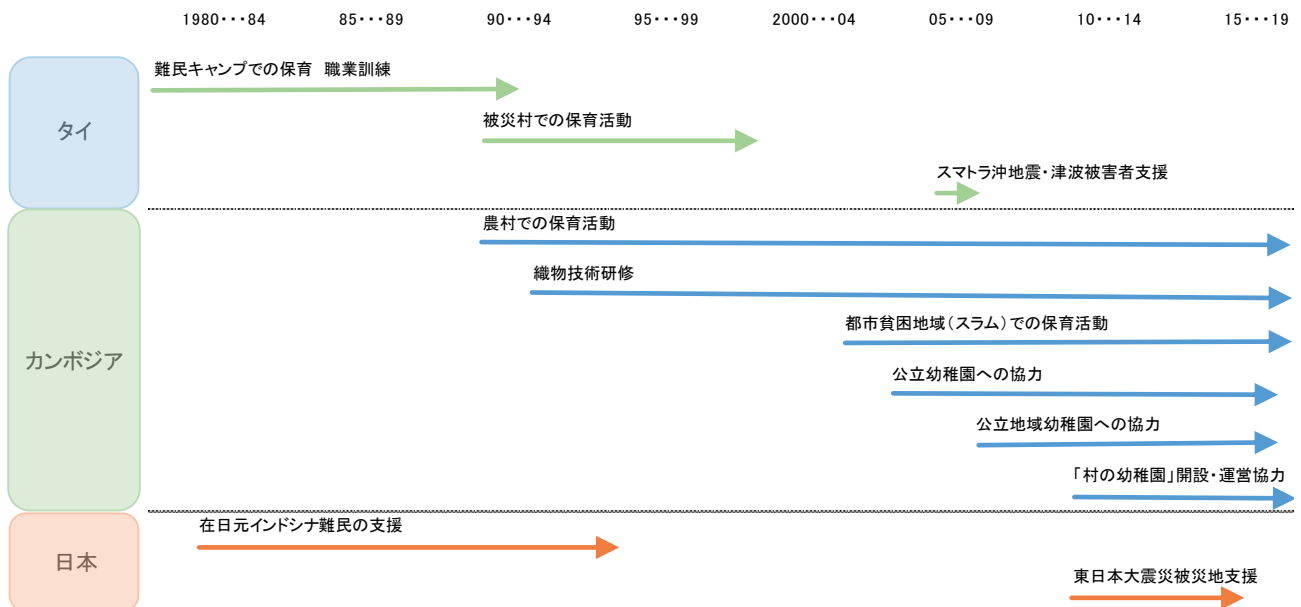 1980・・・84 85・・・89 90・・・94 95・・・99 2000・・・04 05・・・09 10・・・14 15・・・19
タイ
難民キャンプでの保育 職業訓練
被災村での保育活動
スマトラ沖地震・津波被害者支援
カンボジア
農村での保育活動
織物技術研修
都市貧困地域（スラム）での保育活動
公立幼稚園への協力
公立地域幼稚園への協力
「村の幼稚園」開設・運営協力
日本
在日元インドシナ難民の支援
東日本大震災被災地支援